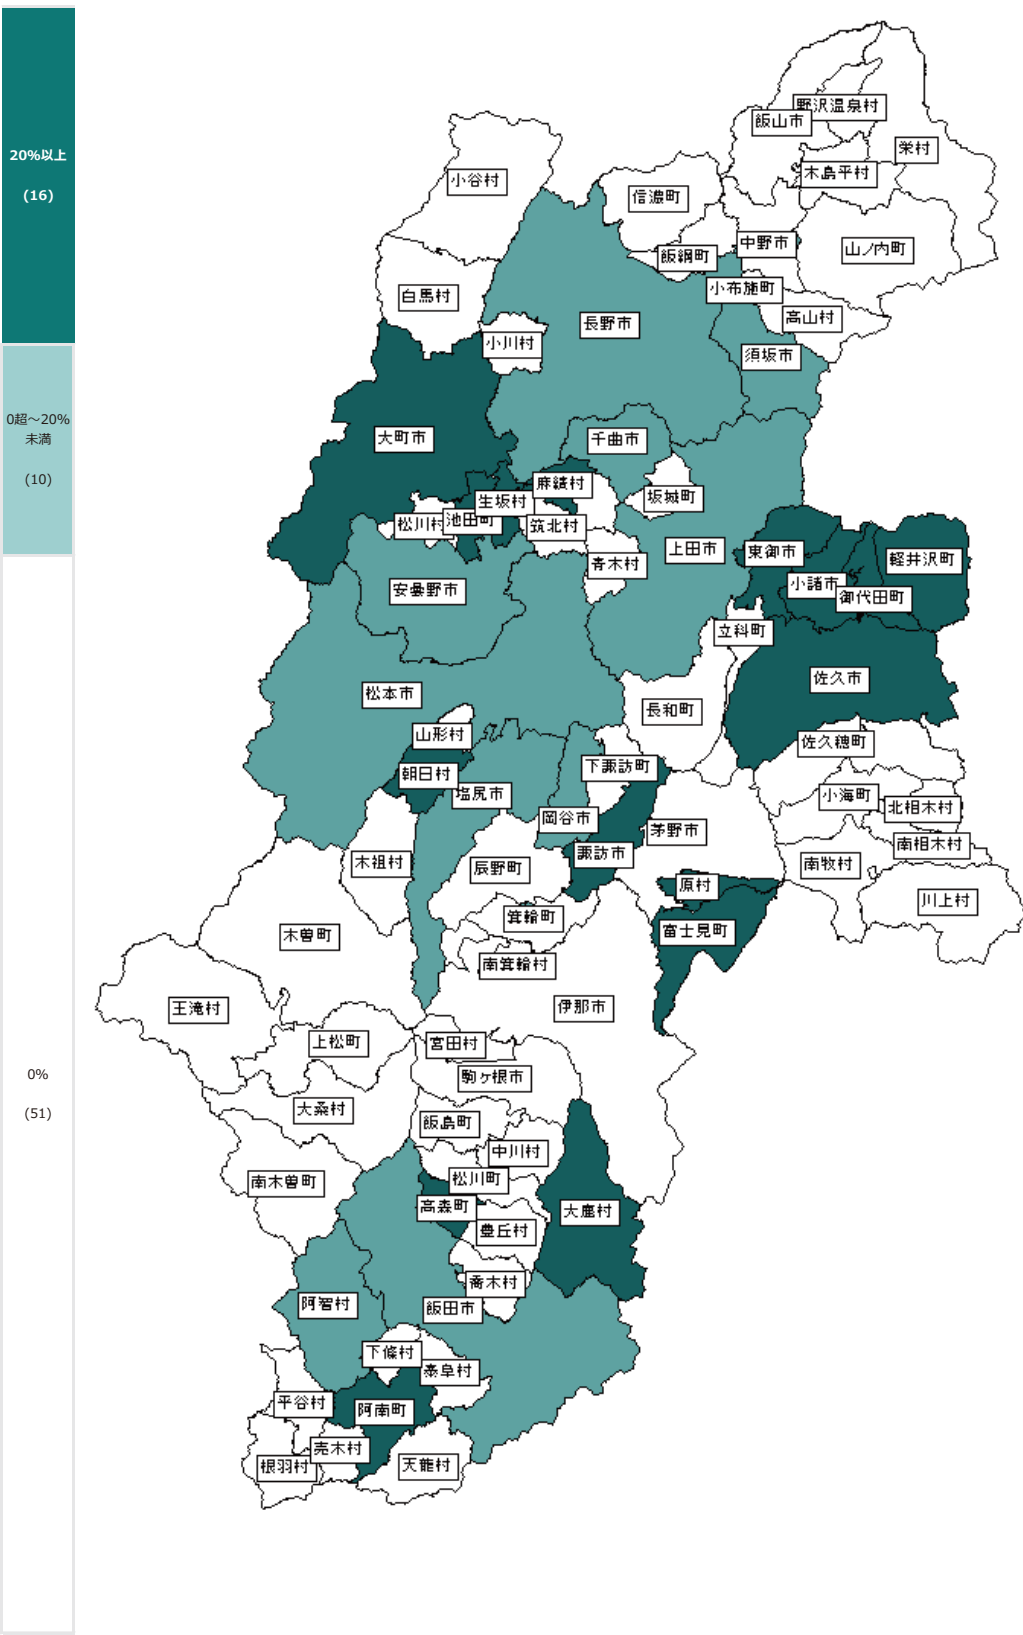 20%以上
(16)
0超～20%
未満
(10)
0%
(51)
野沢温泉村
飯山市
栄村
木島平村
小谷村
信濃町
中野市
山ノ内町
飯綱町
小布施町
白馬村
高山村
長野市
小川村
須坂市
大町市
千曲市
麻績村
坂城町
生坂村
池田町
松川村
筑北村
上田市
東御市
軽井沢町
青木村
小諸市
安曇野市
御代田町
立科町
佐久市
松本市
長和町
山形村
佐久穂町
下諏訪町
朝日村
塩尻市
小海町
北相木村
岡谷市
茅野市
南相木村
諏訪市
木祖村
辰野町
南牧村
原村
川上村
箕輪町
富士見町
木曽町
南箕輪村
王滝村
伊那市
上松町
宮田村
駒ヶ根市
大桑村
飯島町
中川村
松川町
南木曽町
高森町
大鹿村
豊丘村
喬木村
阿智村
飯田市
下條村
泰阜村
平谷村
阿南町
売木村
根羽村
天龍村